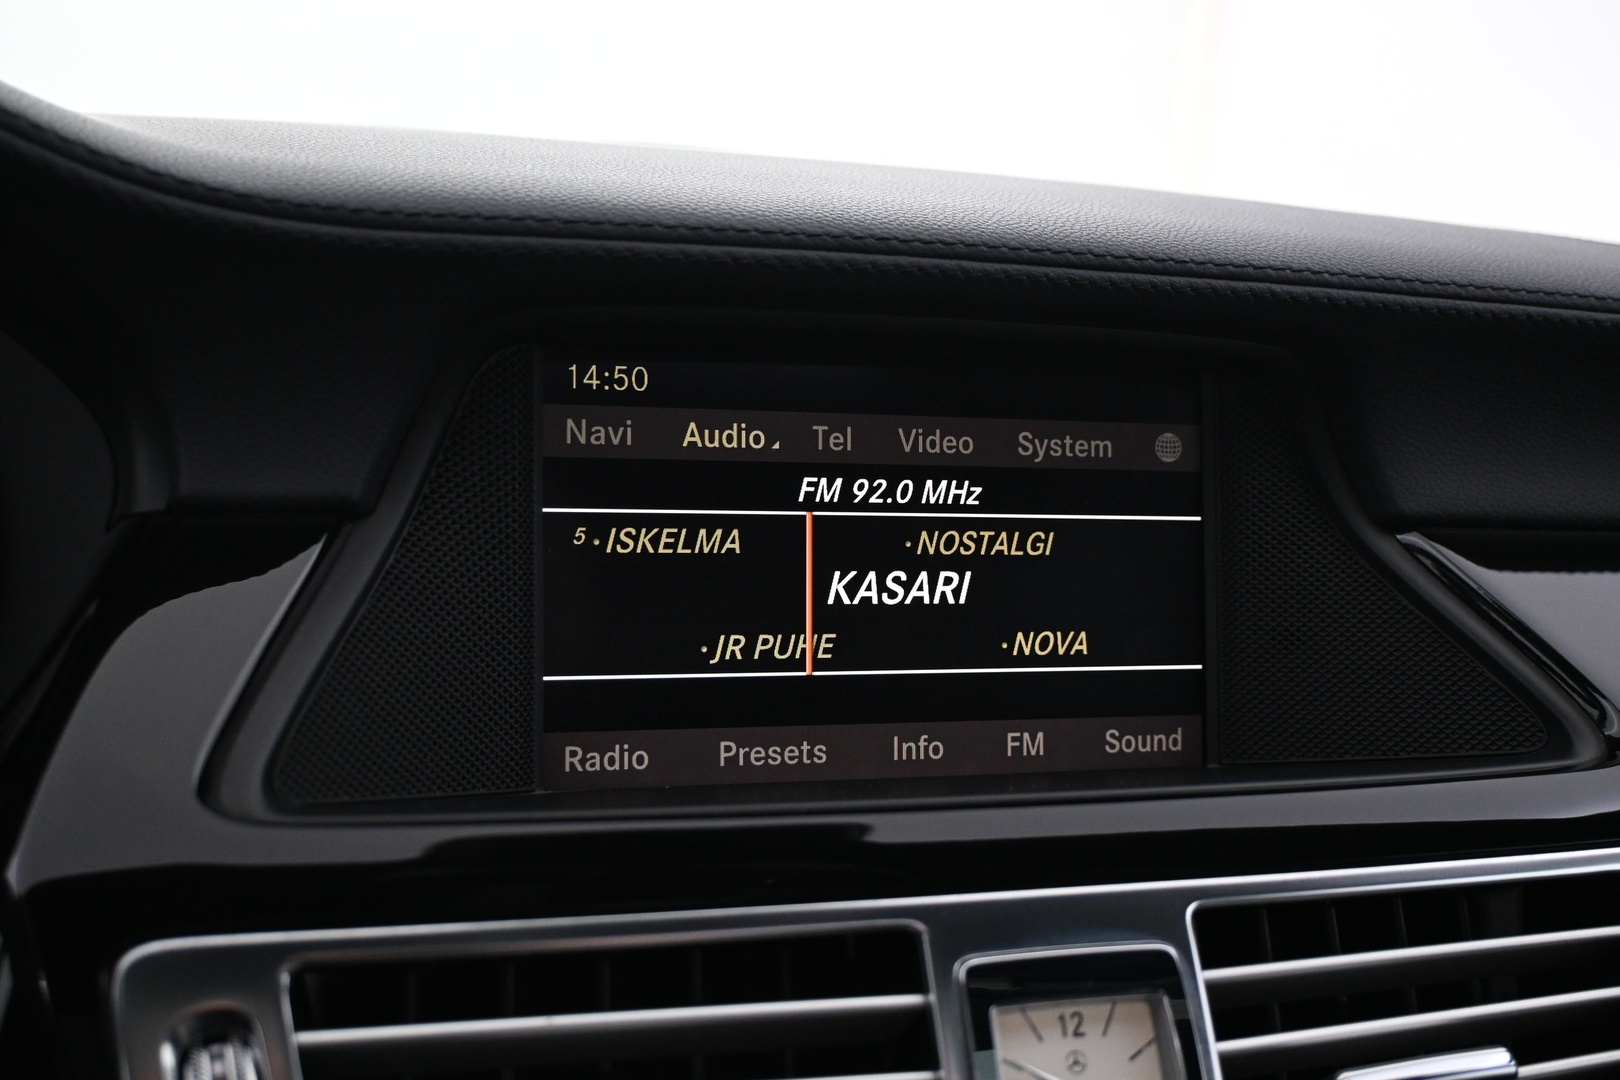 14:50
Navi Audio Tel Video System
FM 92.0 MHz
5 · ISKELMA · NOSTALGI
KASARI
· JR PUHE · NOVA
Radio Presets Info FM Sound
12